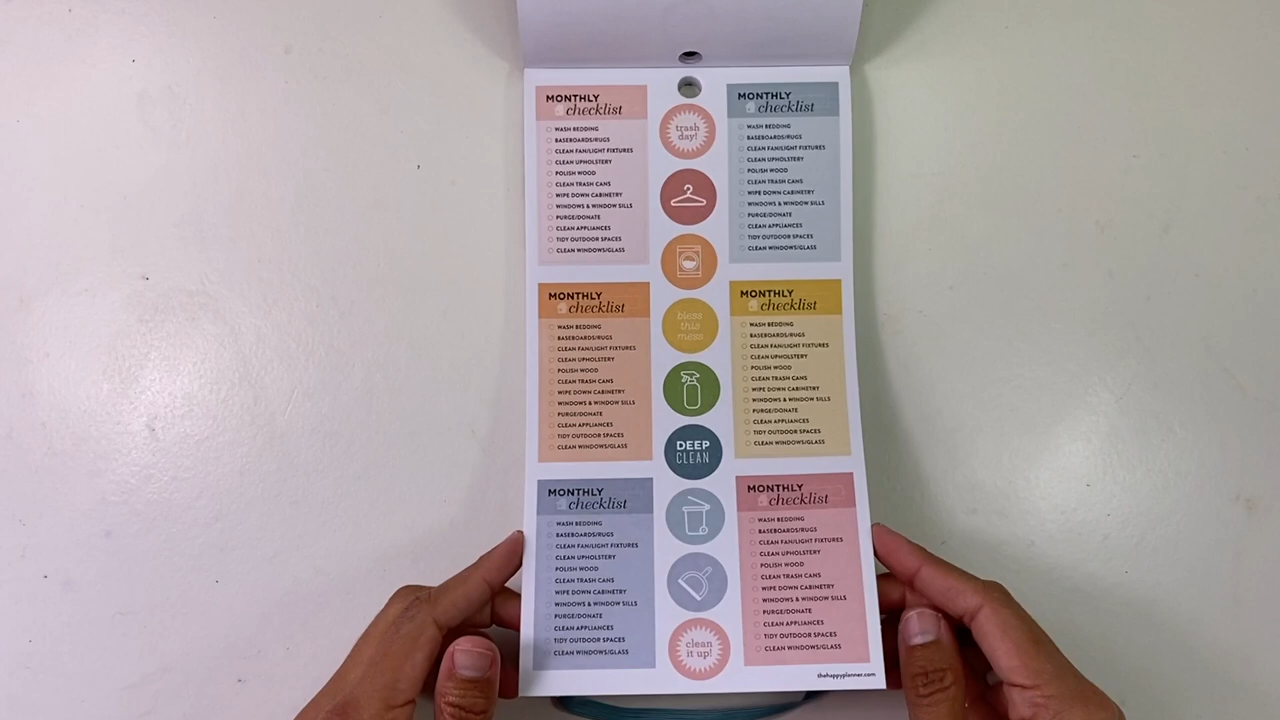 MONTHLY
checklist
WASH BEDDING
BASEBOARDS/RUGS
CLEAN FAN/LIGHT FIXTURES
CLEAN UPHOLSTERY
POLISH WOOD
CLEAN TRASH CANS
WIPE DOWN CABINETRY
WINDOWS & WINDOW SILLS
PURGE/DONATE
CLEAN APPLIANCES
TIDY OUTDOOR SPACES
CLEAN WINDOWS/GLASS
MONTHLY
checklist
WASH BEDDING
BASEBOARDS/RUGS
CLEAN FAN/LIGHT FIXTURES
CLEAN UPHOLSTERY
POLISH WOOD
CLEAN TRASH CANS
WIPE DOWN CABINETRY
WINDOWS & WINDOW SILLS
PURGE/DONATE
CLEAN APPLIANCES
TIDY OUTDOOR SPACES
CLEAN WINDOWS/GLASS
MONTHLY
checklist
WASH BEDDING
BASEBOARDS/RUGS
CLEAN FAN/LIGHT FIXTURES
CLEAN UPHOLSTERY
POLISH WOOD
CLEAN TRASH CANS
WIPE DOWN CABINETRY
WINDOWS & WINDOW SILLS
PURGE/DONATE
CLEAN APPLIANCES
TIDY OUTDOOR SPACES
CLEAN WINDOWS/GLASS
trash
day!
bless
this
mess
DEEP
CLEAN
clean
it up!
MONTHLY
checklist
WASH BEDDING
BASEBOARDS/RUGS
CLEAN FAN/LIGHT FIXTURES
CLEAN UPHOLSTERY
POLISH WOOD
CLEAN TRASH CANS
WIPE DOWN CABINETRY
WINDOWS & WINDOW SILLS
PURGE/DONATE
CLEAN APPLIANCES
TIDY OUTDOOR SPACES
CLEAN WINDOWS/GLASS
MONTHLY
checklist
WASH BEDDING
BASEBOARDS/RUGS
CLEAN FAN/LIGHT FIXTURES
CLEAN UPHOLSTERY
POLISH WOOD
CLEAN TRASH CANS
WIPE DOWN CABINETRY
WINDOWS & WINDOW SILLS
PURGE/DONATE
CLEAN APPLIANCES
TIDY OUTDOOR SPACES
CLEAN WINDOWS/GLASS
MONTHLY
checklist
WASH BEDDING
BASEBOARDS/RUGS
CLEAN FAN/LIGHT FIXTURES
CLEAN UPHOLSTERY
POLISH WOOD
CLEAN TRASH CANS
WIPE DOWN CABINETRY
WINDOWS & WINDOW SILLS
PURGE/DONATE
CLEAN APPLIANCES
TIDY OUTDOOR SPACES
CLEAN WINDOWS/GLASS
thehappyplanner.com